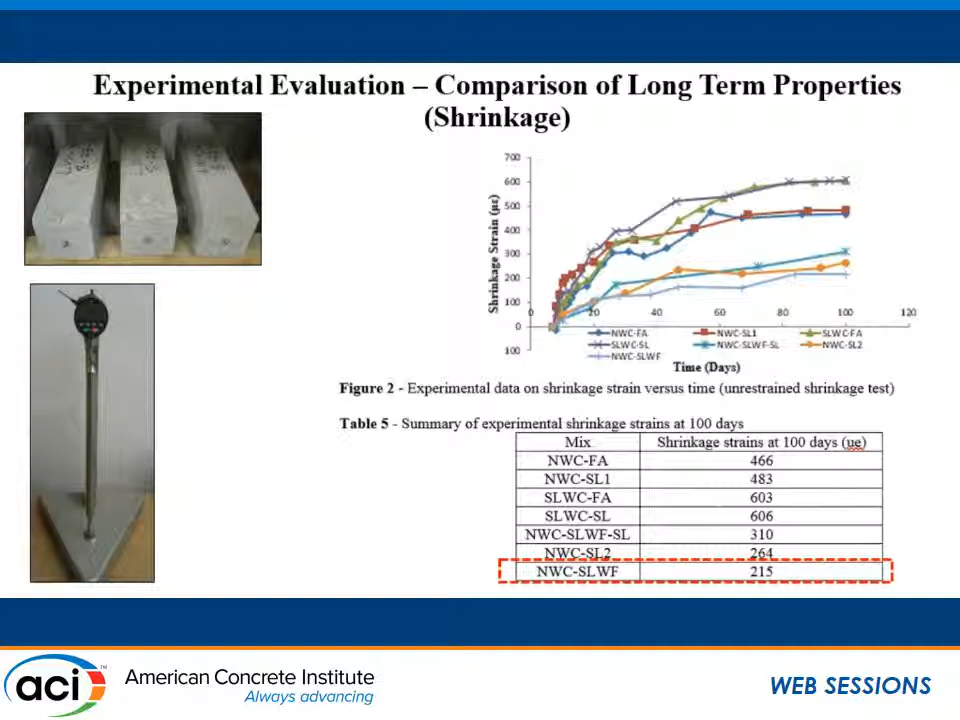 Experimental Evaluation – Comparison of Long Term Properties
(Shrinkage)
700
600
500
400
300
200
100
0
100
Shrinkage Strain (µε)
20
40
60
80
100
120
NWC-FA
NWC-SL1
SLWC-FA
SLWC-SL
NWC-SLWF-SL
NWC-SL2
NWC-SLWF
Time (Days)
Figure 2 - Experimental data on shrinkage strain versus time (unrestrained shrinkage test)
Table 5 - Summary of experimental shrinkage strains at 100 days
Mix Shrinkage strains at 100 days (ue)
NWC-FA 466
NWC-SL1 483
SLWC-FA 603
SLWC-SL 606
NWC-SLWF-SL 310
NWC-SL2 264
NWC-SLWF 215
aci™
American Concrete Institute
Always advancing
WEB SESSIONS